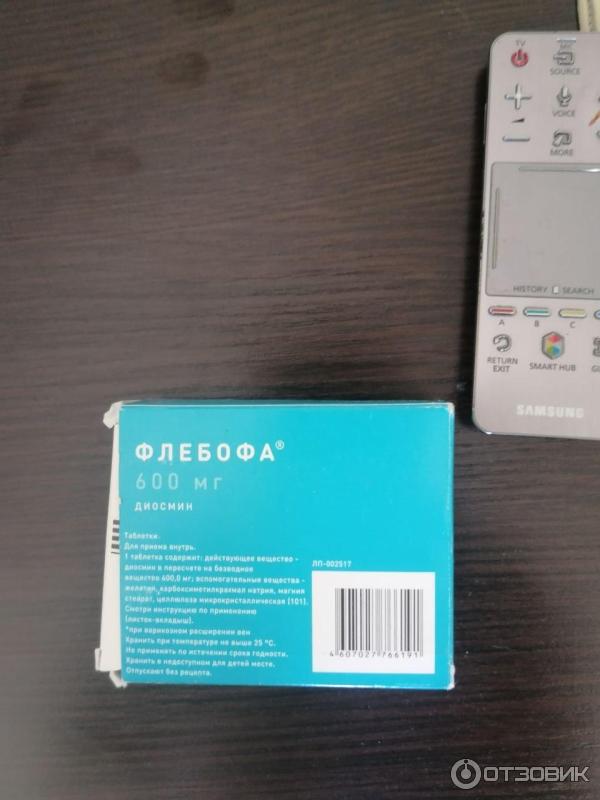 TV
MIC
SOURCE
VOICE
MORE
HISTORY SEARCH
A B C
RETURN
EXIT
SMART HUB
SAMSUNG
ФЛЕБОФА®
600 мг
диосмин
Таблетки.
Для приема внутрь.
1 таблетка содержит: действующее вещество -
диосмин в пересчете на безводное
вещество 600,0 мг; вспомогательные вещества -
желатин, карбоксиметилкрахмал натрия, магния
стеарат, целлюлоза микрокристаллическая (101).
Смотри инструкцию по применению
(листок-вкладыш).
*при варикозном расширении вен
Хранить при температуре не выше 25 °С.
Не применять по истечении срока годности.
Хранить в недоступном для детей месте.
Отпускают без рецепта.
ЛП-002517
4 607027 766191
ОТЗОВИК